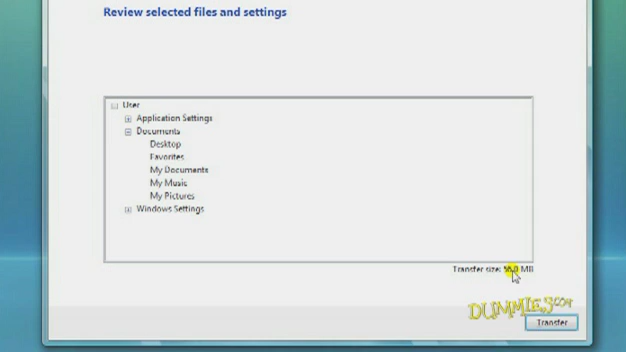 Review selected files and settings
User
Application Settings
Documents
Desktop
Favorites
My Documents
My Music
My Pictures
Windows Settings
Transfer size: MB
DUMMIES.COM
Transfer